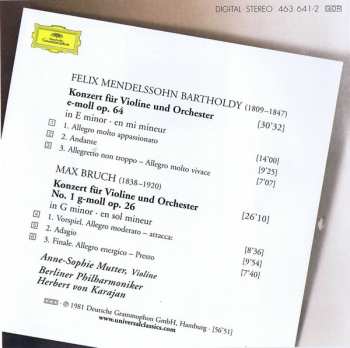 DIGITAL STEREO 463 641-2
Deutsche
Grammophon
FELIX MENDELSSOHN BARTHOLDY (1809–1847)
Konzert für Violine und Orchester
e-moll op. 64 [30'32]
in E minor · en mi mineur
1 1. Allegro molto appassionato [14'00]
2 2. Andante [9'25]
3 3. Allegretto non troppo – Allegro molto vivace [7'07]
MAX BRUCH (1838–1920)
Konzert für Violine und Orchester
No. 1 g-moll op. 26 [26'10]
in G minor · en sol mineur
1. Vorspiel. Allegro moderato – attacca: [8'36]
2. Adagio [9'54]
3. Finale. Allegro energico – Presto [7'40]
Anne-Sophie Mutter, Violine
Berliner Philharmoniker
Herbert von Karajan
℗ 1981 Deutsche Grammophon GmbH, Hamburg · [56'51]
www.universalclassics.com